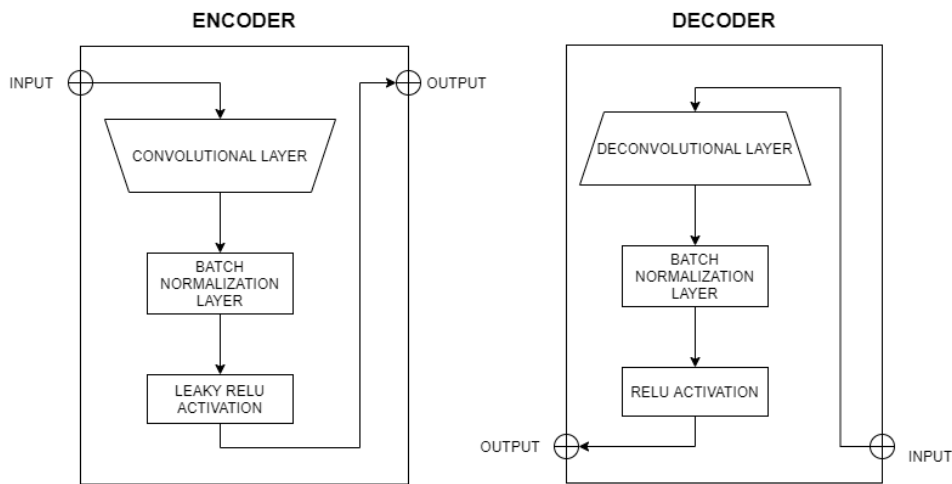 ENCODER
INPUT
OUTPUT
CONVOLUTIONAL LAYER
BATCH
NORMALIZATION
LAYER
LEAKY RELU
ACTIVATION
DECODER
DECONVOLUTIONAL LAYER
BATCH
NORMALIZATION
LAYER
RELU ACTIVATION
OUTPUT
INPUT